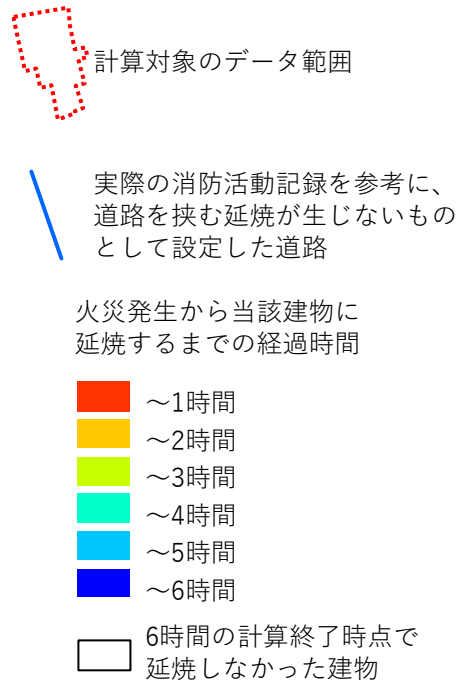 計算対象のデータ範囲
実際の消防活動記録を参考に、
道路を挟む延焼が生じないもの
として設定した道路
火災発生から当該建物に
延焼するまでの経過時間
～1時間
～2時間
～3時間
～4時間
～5時間
～6時間
6時間の計算終了時点で
延焼しなかった建物